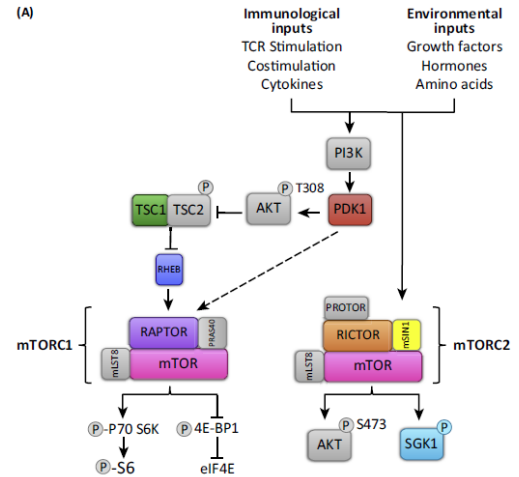 (A)
Immunological
inputs
TCR Stimulation
Costimulation
Cytokines
Environmental
inputs
Growth factors
Hormones
Amino acids
PI3K
P
T308
P
TSC1
TSC2
AKT
PDK1
RHEB
mTORC1
RAPTOR
PRAS40
mLST8
mTOR
PROTOR
RICTOR
mSIN1
mLST8
mTOR
mTORC2
P-P70 S6K
P 4E-BP1
P-S6
eIF4E
P S473
AKT
P
SGK1